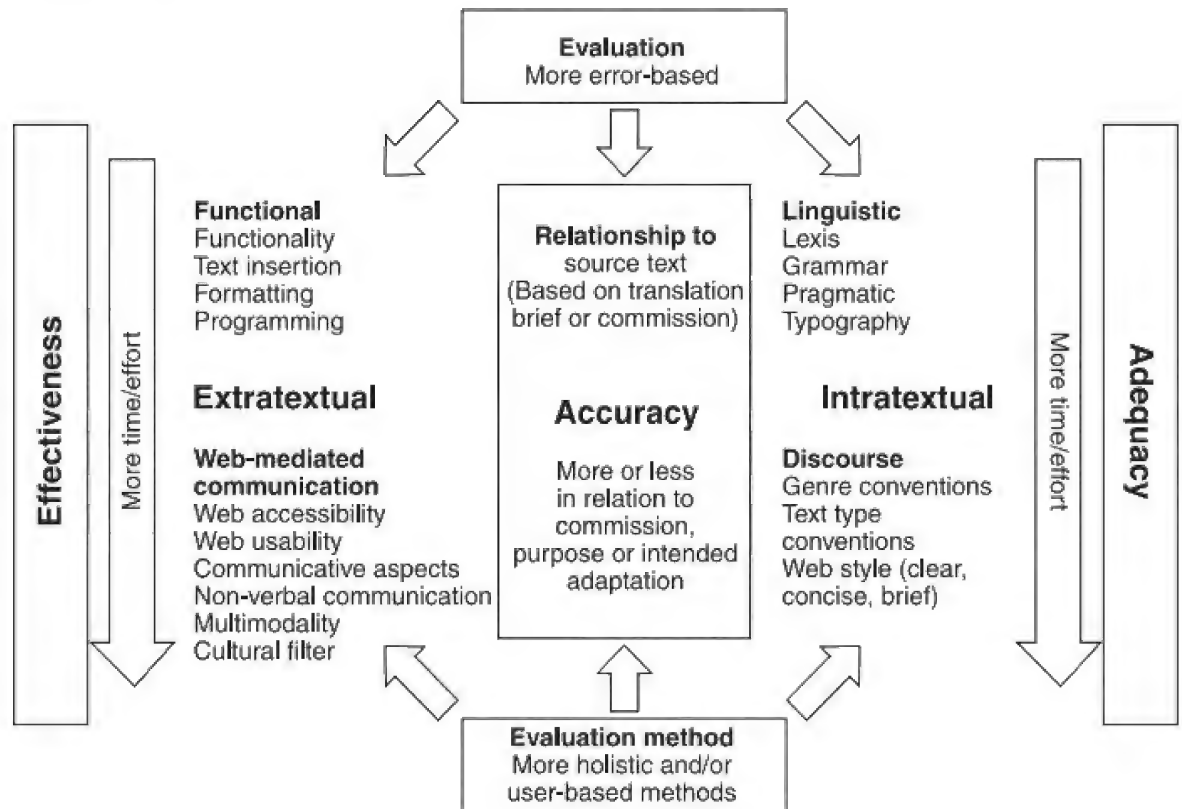 Evaluation
More error-based
Effectiveness
More time/effort
Functional
Functionality
Text insertion
Formatting
Programming
Extratextual
Web-mediated
communication
Web accessibility
Web usability
Communicative aspects
Non-verbal communication
Multimodality
Cultural filter
Relationship to
source text
(Based on translation
brief or commission)
Accuracy
More or less
in relation to
commission,
purpose or intended
adaptation
Linguistic
Lexis
Grammar
Pragmatic
Typography
Intratextual
Discourse
Genre conventions
Text type
conventions
Web style (clear,
concise, brief)
More time/effort
Adequacy
Evaluation method
More holistic and/or
user-based methods